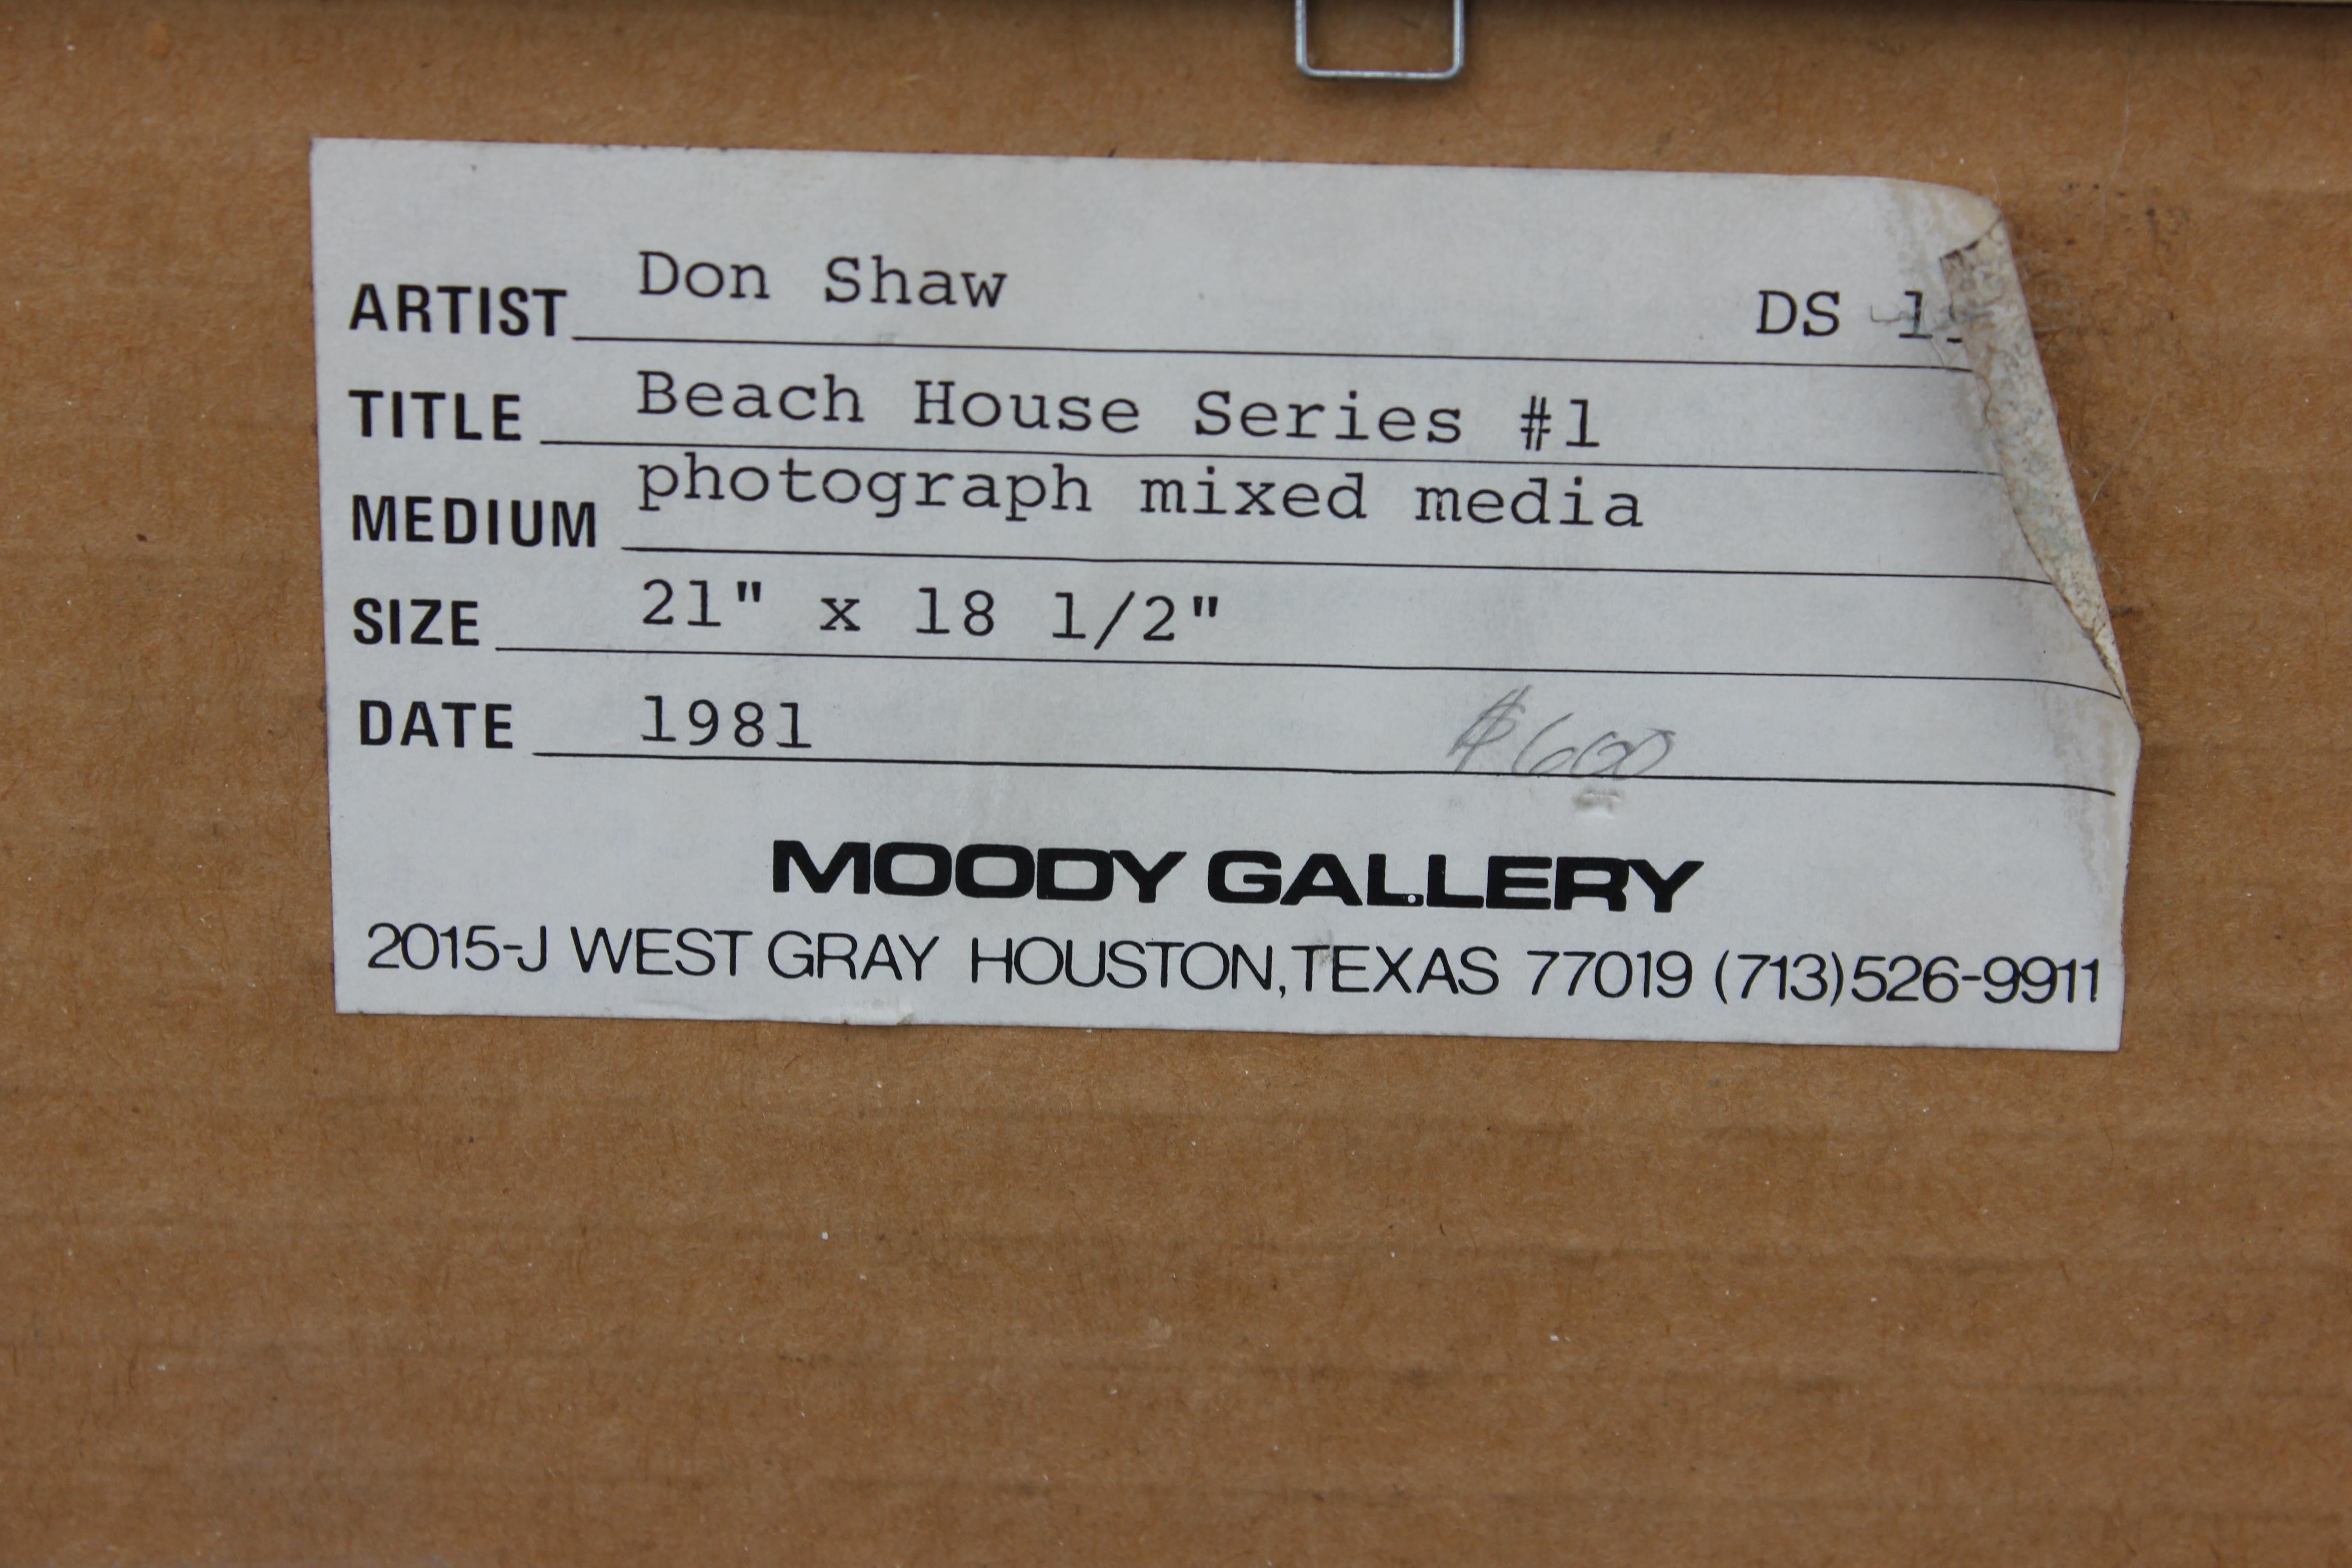 ARTIST Don Shaw DS
TITLE Beach House Series #1
MEDIUM photograph mixed media
SIZE 21" x 18 1/2"
DATE 1981 $600
MOODY GALLERY
2015-J WEST GRAY HOUSTON, TEXAS 77019 (713)526-9911